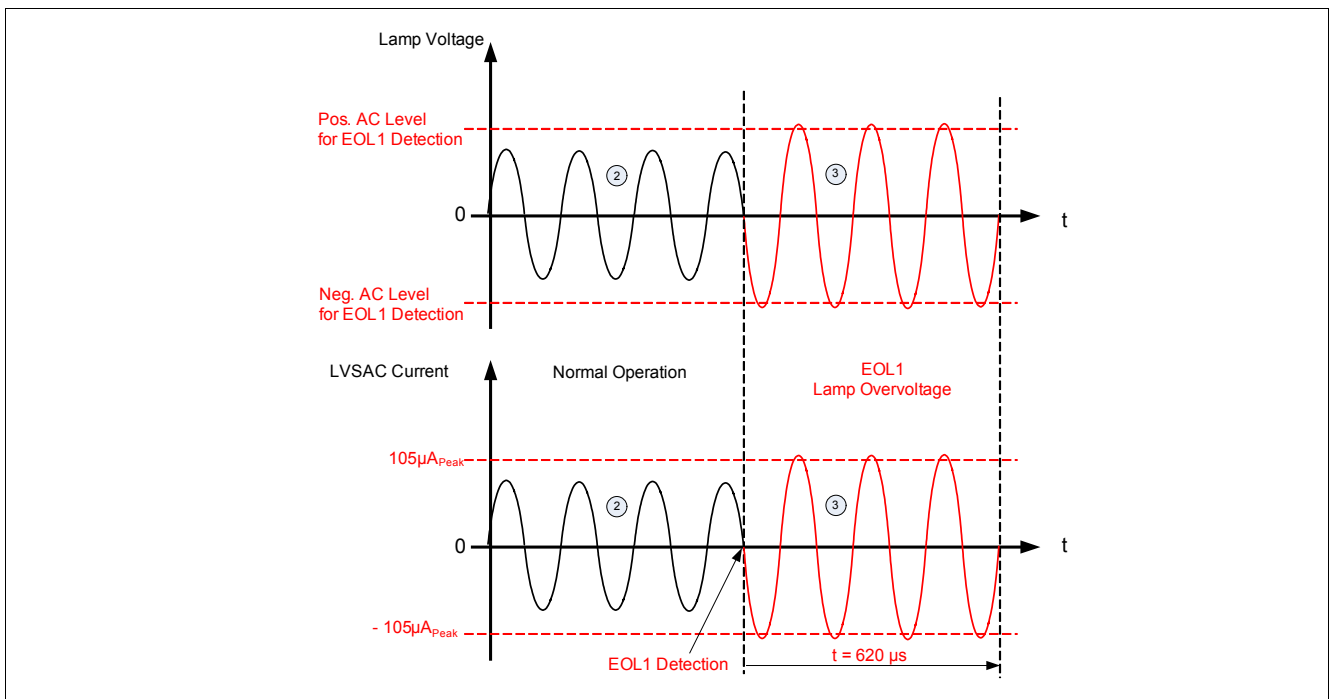 Lamp Voltage
Pos. AC Level
for EOL1 Detection
2
3
0
t
Neg. AC Level
for EOL1 Detection
LVSAC Current
Normal Operation
EOL1
Lamp Overvoltage
105µAPeak
2
3
0
t
- 105µAPeak
EOL1 Detection
t = 620 µs